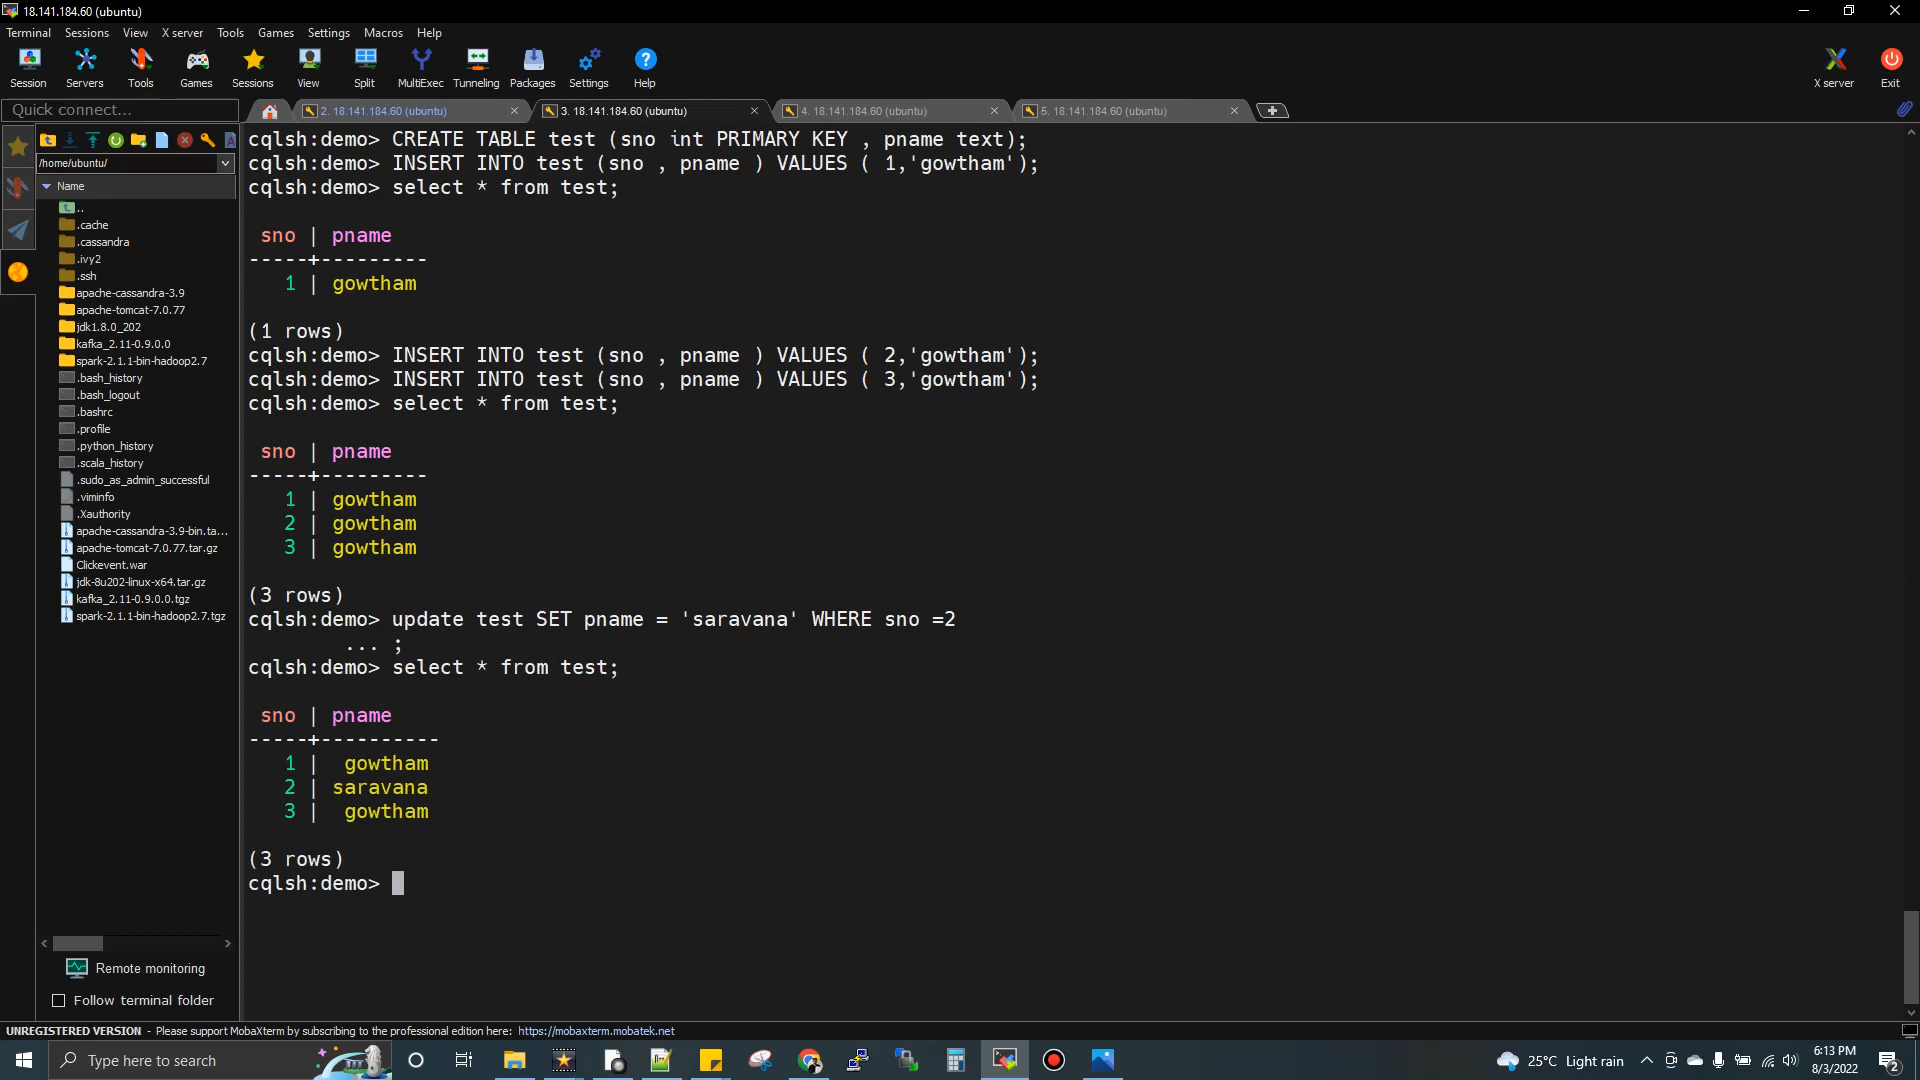 18.141.184.60 (ubuntu)
Terminal Sessions View X server Tools Games Settings Macros Help
Session Servers Tools Games Sessions View Split MultiExec Tunneling Packages Settings Help X server Exit
Quick connect... 2. 18.141.184.60 (ubuntu) 3. 18.141.184.60 (ubuntu) 4. 18.141.184.60 (ubuntu) 5. 18.141.184.60 (ubuntu)
/home/ubuntu/
Name
..
.cache
.cassandra
.ivy2
.ssh
apache-cassandra-3.9
apache-tomcat-7.0.77
jdk1.8.0_202
kafka_2.11-0.9.0.0
spark-2.1.1-bin-hadoop2.7
.bash_history
.bash_logout
.bashrc
.profile
.python_history
.scala_history
.sudo_as_admin_successful
.viminfo
.Xauthority
apache-cassandra-3.9-bin.ta...
apache-tomcat-7.0.77.tar.gz
Clickevent.war
jdk-8u202-linux-x64.tar.gz
kafka_2.11-0.9.0.0.tgz
spark-2.1.1-bin-hadoop2.7.tgz
Remote monitoring
Follow terminal folder
cqlsh:demo> CREATE TABLE test (sno int PRIMARY KEY , pname text);
cqlsh:demo> INSERT INTO test (sno , pname ) VALUES ( 1,'gowtham');
cqlsh:demo> select * from test;
sno | pname
-----+---------
1 | gowtham
(1 rows)
cqlsh:demo> INSERT INTO test (sno , pname ) VALUES ( 2,'gowtham');
cqlsh:demo> INSERT INTO test (sno , pname ) VALUES ( 3,'gowtham');
cqlsh:demo> select * from test;
sno | pname
-----+---------
1 | gowtham
2 | gowtham
3 | gowtham
(3 rows)
cqlsh:demo> update test SET pname = 'saravana' WHERE sno =2
... ;
cqlsh:demo> select * from test;
sno | pname
-----+----------
1 | gowtham
2 | saravana
3 | gowtham
(3 rows)
cqlsh:demo>
UNREGISTERED VERSION - Please support MobaXterm by subscribing to the professional edition here: https://mobaxterm.mobatek.net
Type here to search
25°C Light rain
6:13 PM
8/3/2022
2